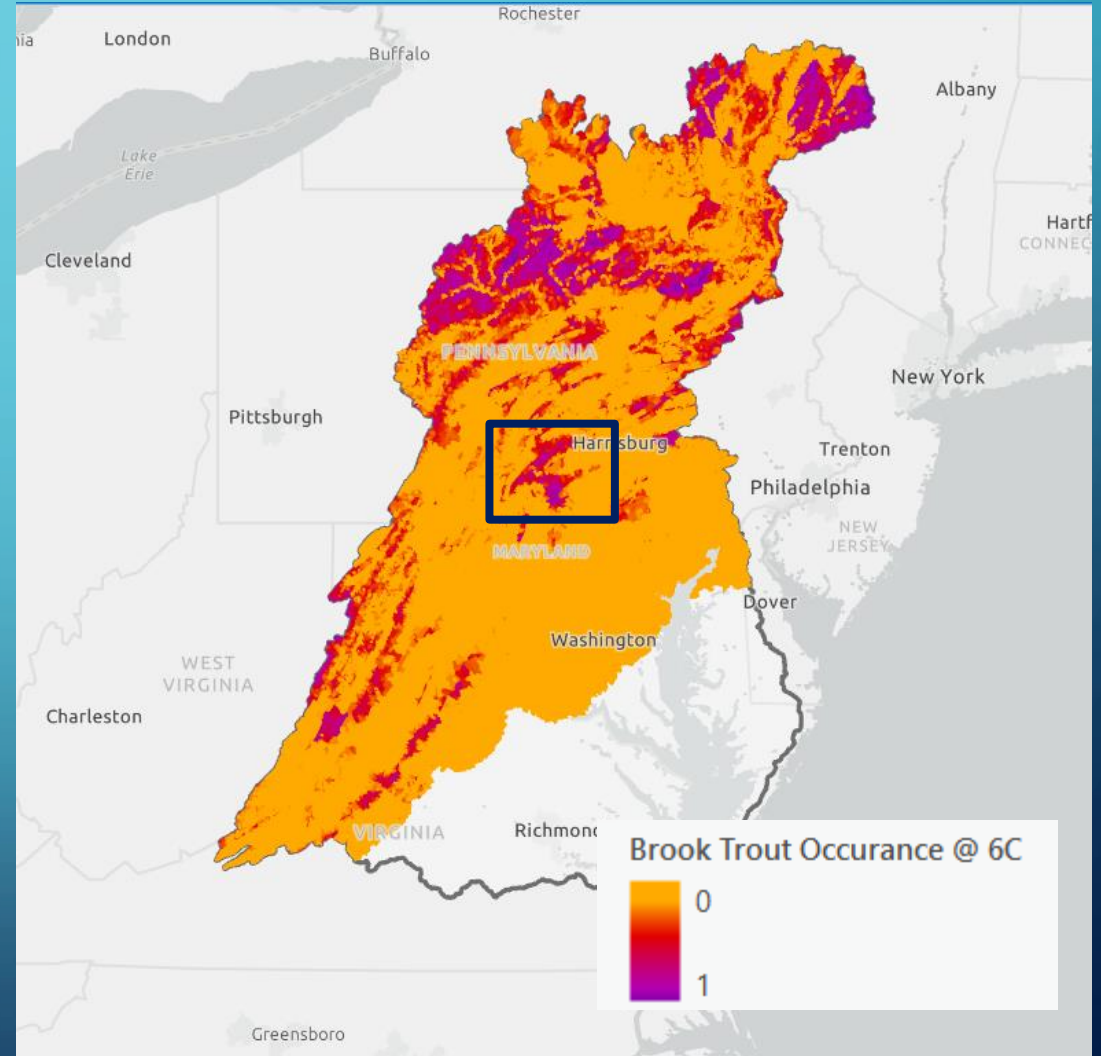 Rochester
nia
London
Buffalo
Albany
Lake
Erie
Hartf
CONNEC
Cleveland
PENNSYLVANIA
New York
Pittsburgh
Harrisburg
Trenton
Philadelphia
NEW
JERSEY
MARYLAND
Dover
Washington
WEST
VIRGINIA
Charleston
VIRGINIA
Richmond
Brook Trout Occurance @ 6C
0
1
Greensboro